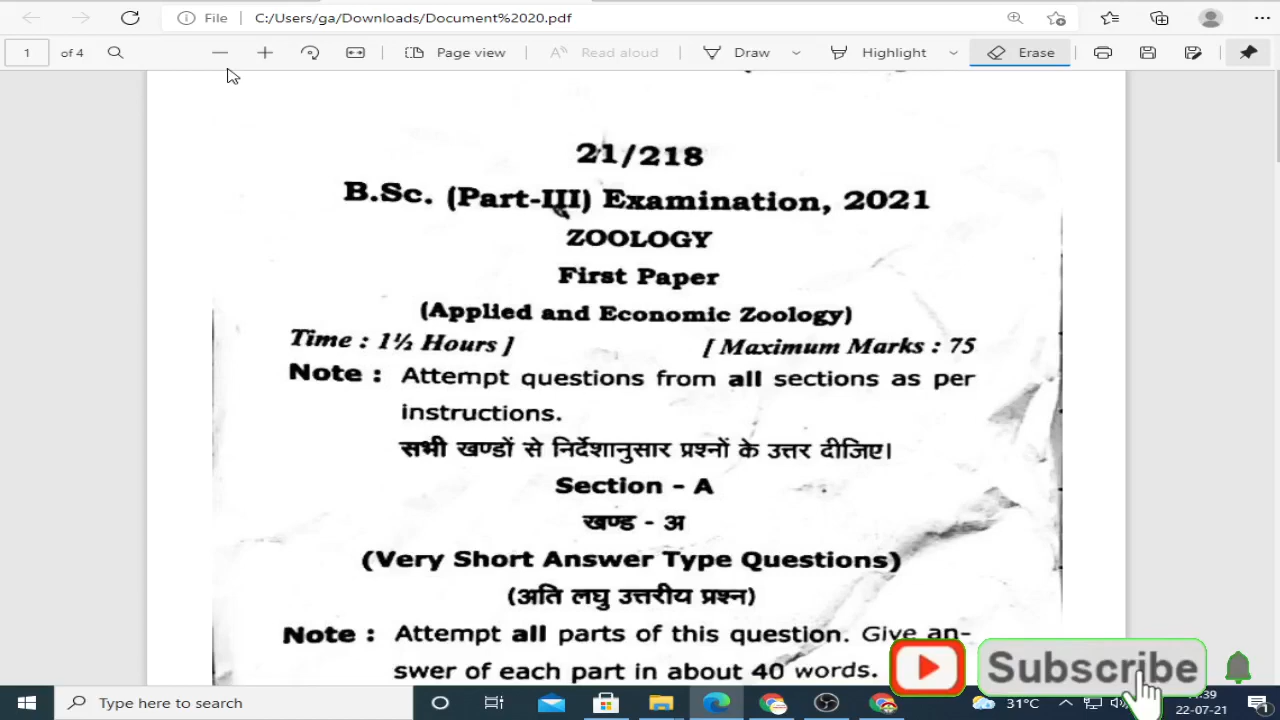 File C:/Users/ga/Downloads/Document%2020.pdf
1 of 4 Page view Read aloud Draw Highlight Erase
21/218
B.Sc. (Part-III) Examination, 2021
ZOOLOGY
First Paper
(Applied and Economic Zoology)
Time : 1½ Hours ] [ Maximum Marks : 75
Note : Attempt questions from all sections as per
instructions.
सभी खण्डों से निर्देशानुसार प्रश्नों के उत्तर दीजिए।
Section - A
खण्ड - अ
(Very Short Answer Type Questions)
(अति लघु उत्तरीय प्रश्न)
Note : Attempt all parts of this question. Give an-
swer of each part in about 40 words.
Subscribe
Type here to search 31°C :39
22-07-21 1